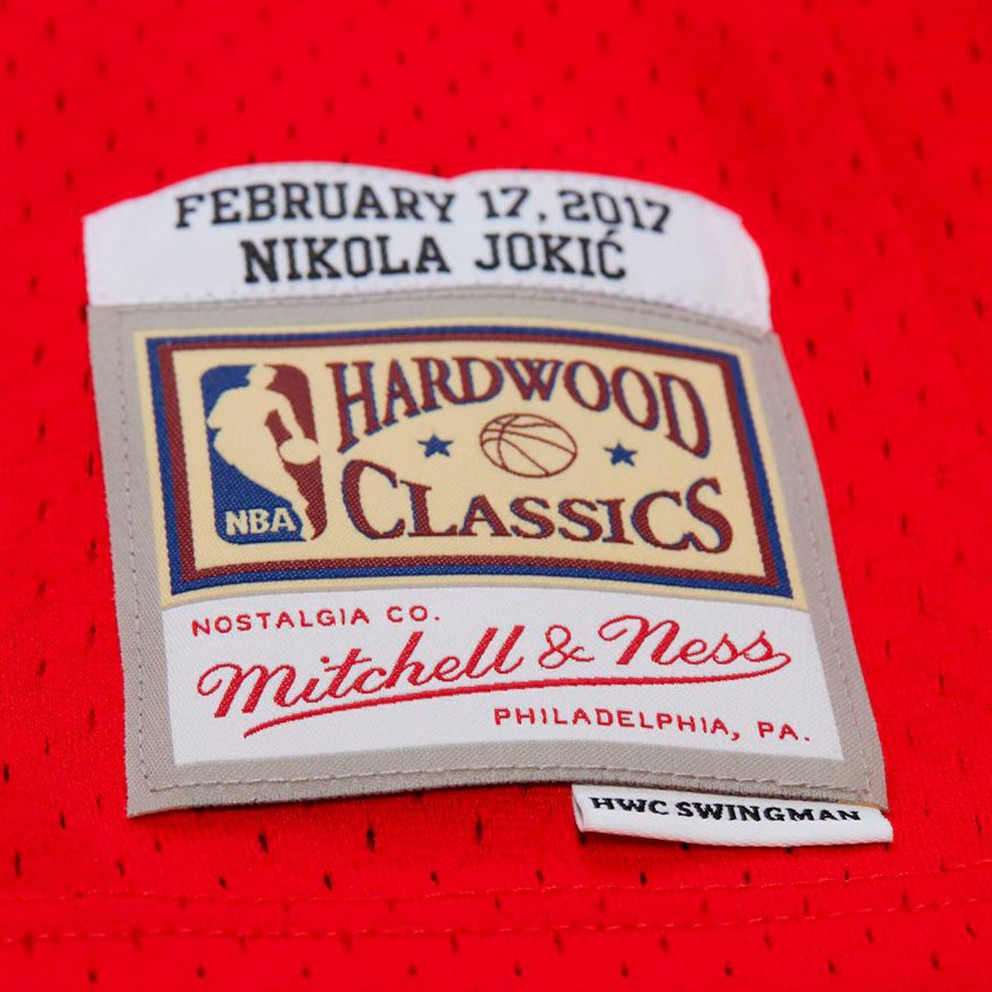 FEBRUARY 17, 2017
NIKOLA JOKIĆ
HARDWOOD
CLASSICS
NBA
NOSTALGIA CO.
Mitchell & Ness
PHILADELPHIA, PA.
HWC SWINGMAN